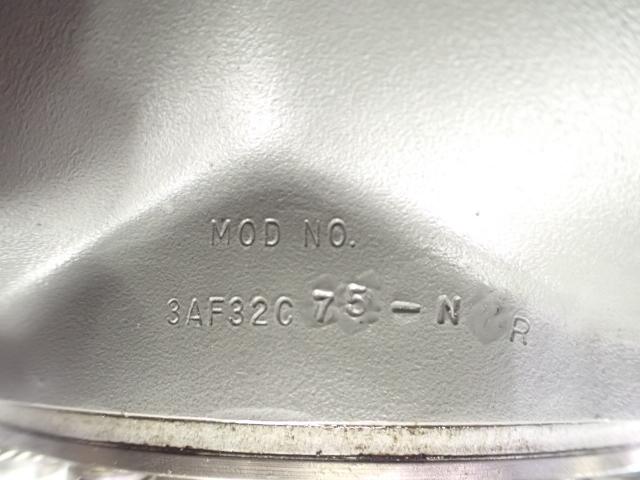 MOD NO.
3AF32C 75-N R